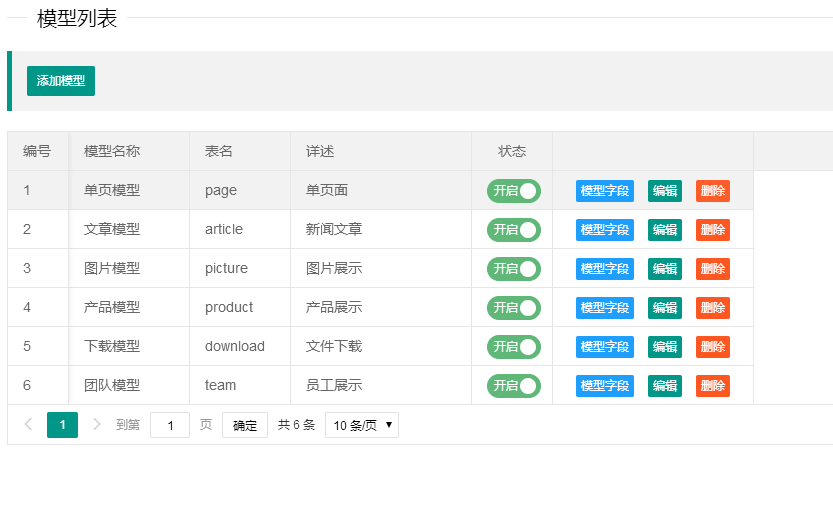 模型列表
添加模型
编号 模型名称 表名 详述 状态
1 单页模型 page 单页面 开启 模型字段 编辑 删除
2 文章模型 article 新闻文章 开启 模型字段 编辑 删除
3 图片模型 picture 图片展示 开启 模型字段 编辑 删除
4 产品模型 product 产品展示 开启 模型字段 编辑 删除
5 下载模型 download 文件下载 开启 模型字段 编辑 删除
6 团队模型 team 员工展示 开启 模型字段 编辑 删除
1 到第 1 页 确定 共 6 条 10 条/页